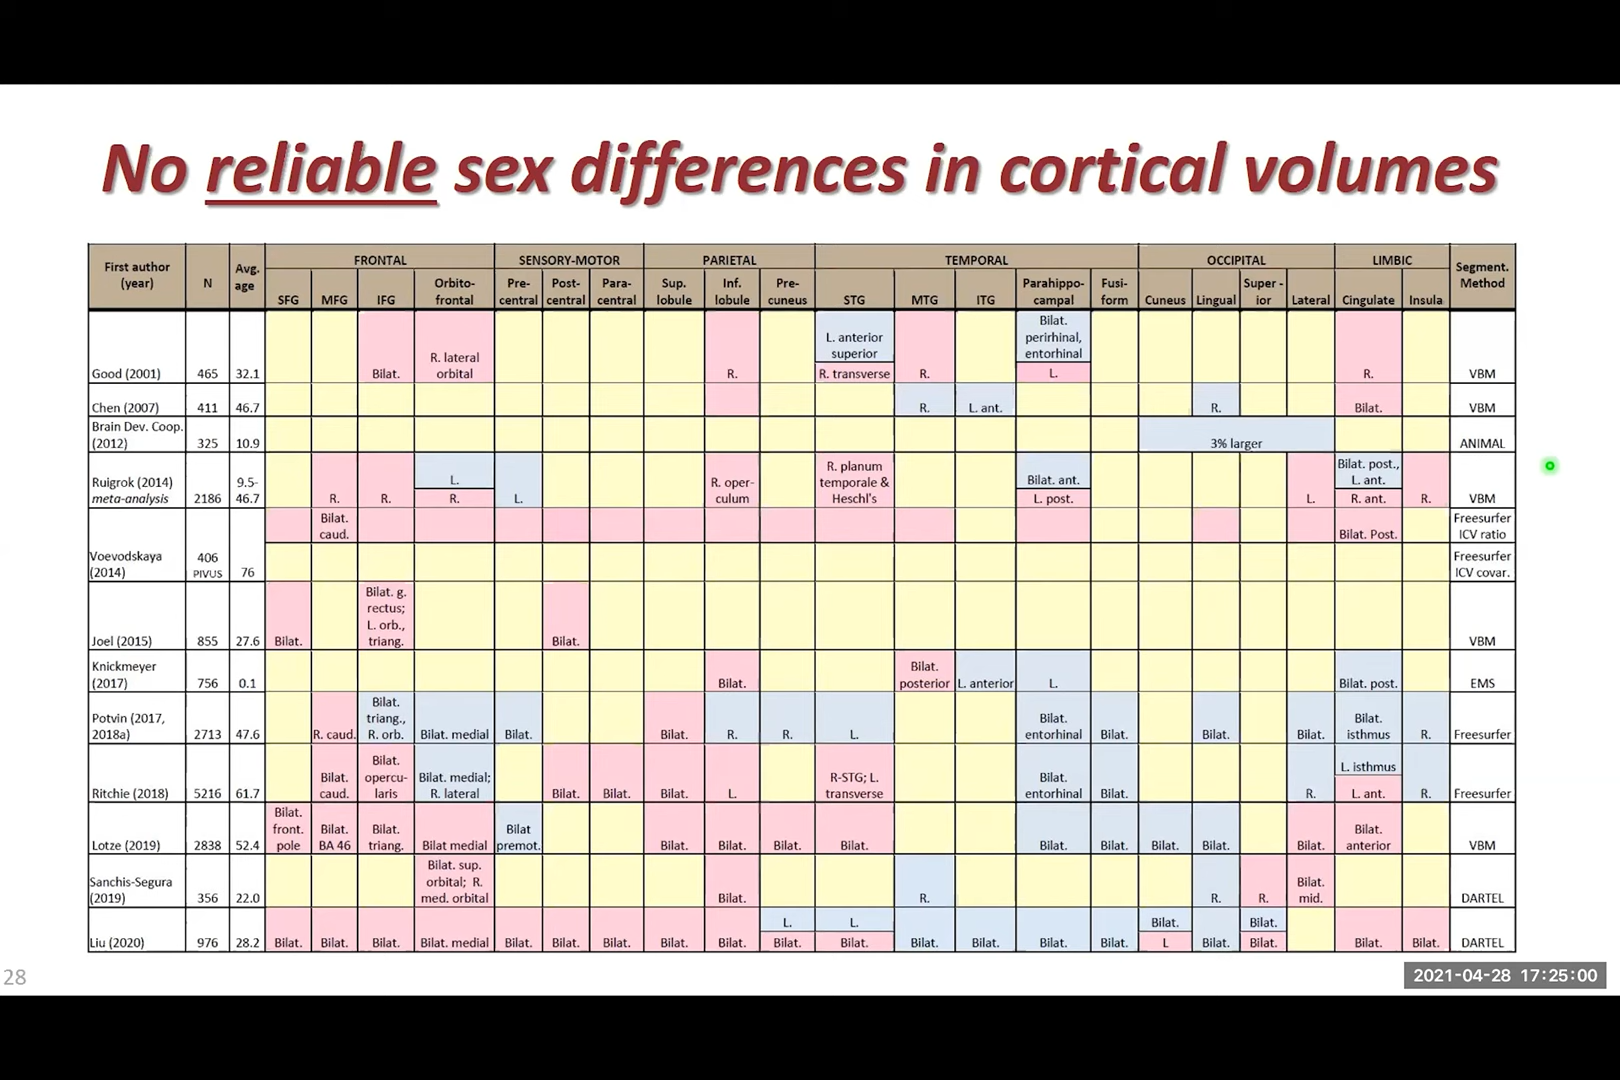 No reliable sex differences in cortical volumes
First author (year) N Avg. age FRONTAL SENSORY-MOTOR PARIETAL TEMPORAL OCCIPITAL LIMBIC Segment. Method
SFG MFG IFG Orbito-frontal Pre-central Post-central Para-central Sup. lobule Inf. lobule Pre-cuneus STG MTG ITG Parahippo-campal Fusi-form Cuneus Lingual Super - ior Lateral Cingulate Insula
Good (2001) 465 32.1 Bilat. R. lateral orbital R. L. anterior superior R. transverse R. Bilat. perirhinal, entorhinal L. R. VBM
Chen (2007) 411 46.7 R. L. ant. R. Bilat. VBM
Brain Dev. Coop. (2012) 325 10.9 3% larger ANIMAL
Ruigrok (2014) meta-analysis 2186 9.5-46.7 R. R. L. R. L. R. oper-culum R. planum temporale & Heschl's Bilat. ant. L. post. L. Bilat. post., L. ant. R. ant. R. VBM
Voevodskaya (2014) 406 PIVUS 76 Bilat. caud. Bilat. Post. Freesurfer ICV ratio
Freesurfer ICV covar.
Joel (2015) 855 27.6 Bilat. Bilat. g. rectus; L. orb., triang. Bilat. VBM
Knickmeyer (2017) 756 0.1 Bilat. Bilat. posterior L. anterior L. Bilat. post. EMS
Potvin (2017, 2018a) 2713 47.6 R. caud. Bilat. triang., R. orb. Bilat. medial Bilat. Bilat. R. R. L. Bilat. entorhinal Bilat. Bilat. Bilat. Bilat. isthmus R. Freesurfer
Ritchie (2018) 5216 61.7 Bilat. caud. Bilat. opercu-laris Bilat. medial; R. lateral Bilat. Bilat. Bilat. L. R-STG; L. transverse Bilat. entorhinal Bilat. R. L. isthmus L. ant. R. Freesurfer
Lotze (2019) 2838 52.4 Bilat. front. pole Bilat. BA 46 Bilat. triang. Bilat medial Bilat premot. Bilat. Bilat. Bilat. Bilat. Bilat. Bilat. Bilat. Bilat. Bilat. Bilat. anterior VBM
Sanchis-Segura (2019) 356 22.0 Bilat. sup. orbital; R. med. orbital Bilat. R. R. R. Bilat. mid. DARTEL
Liu (2020) 976 28.2 Bilat. Bilat. Bilat. Bilat. medial Bilat. Bilat. Bilat. Bilat. Bilat. L. Bilat. L. Bilat. Bilat. Bilat. Bilat. Bilat. Bilat. L Bilat. Bilat. Bilat. Bilat. Bilat. DARTEL
28
2021-04-28 17:25:00